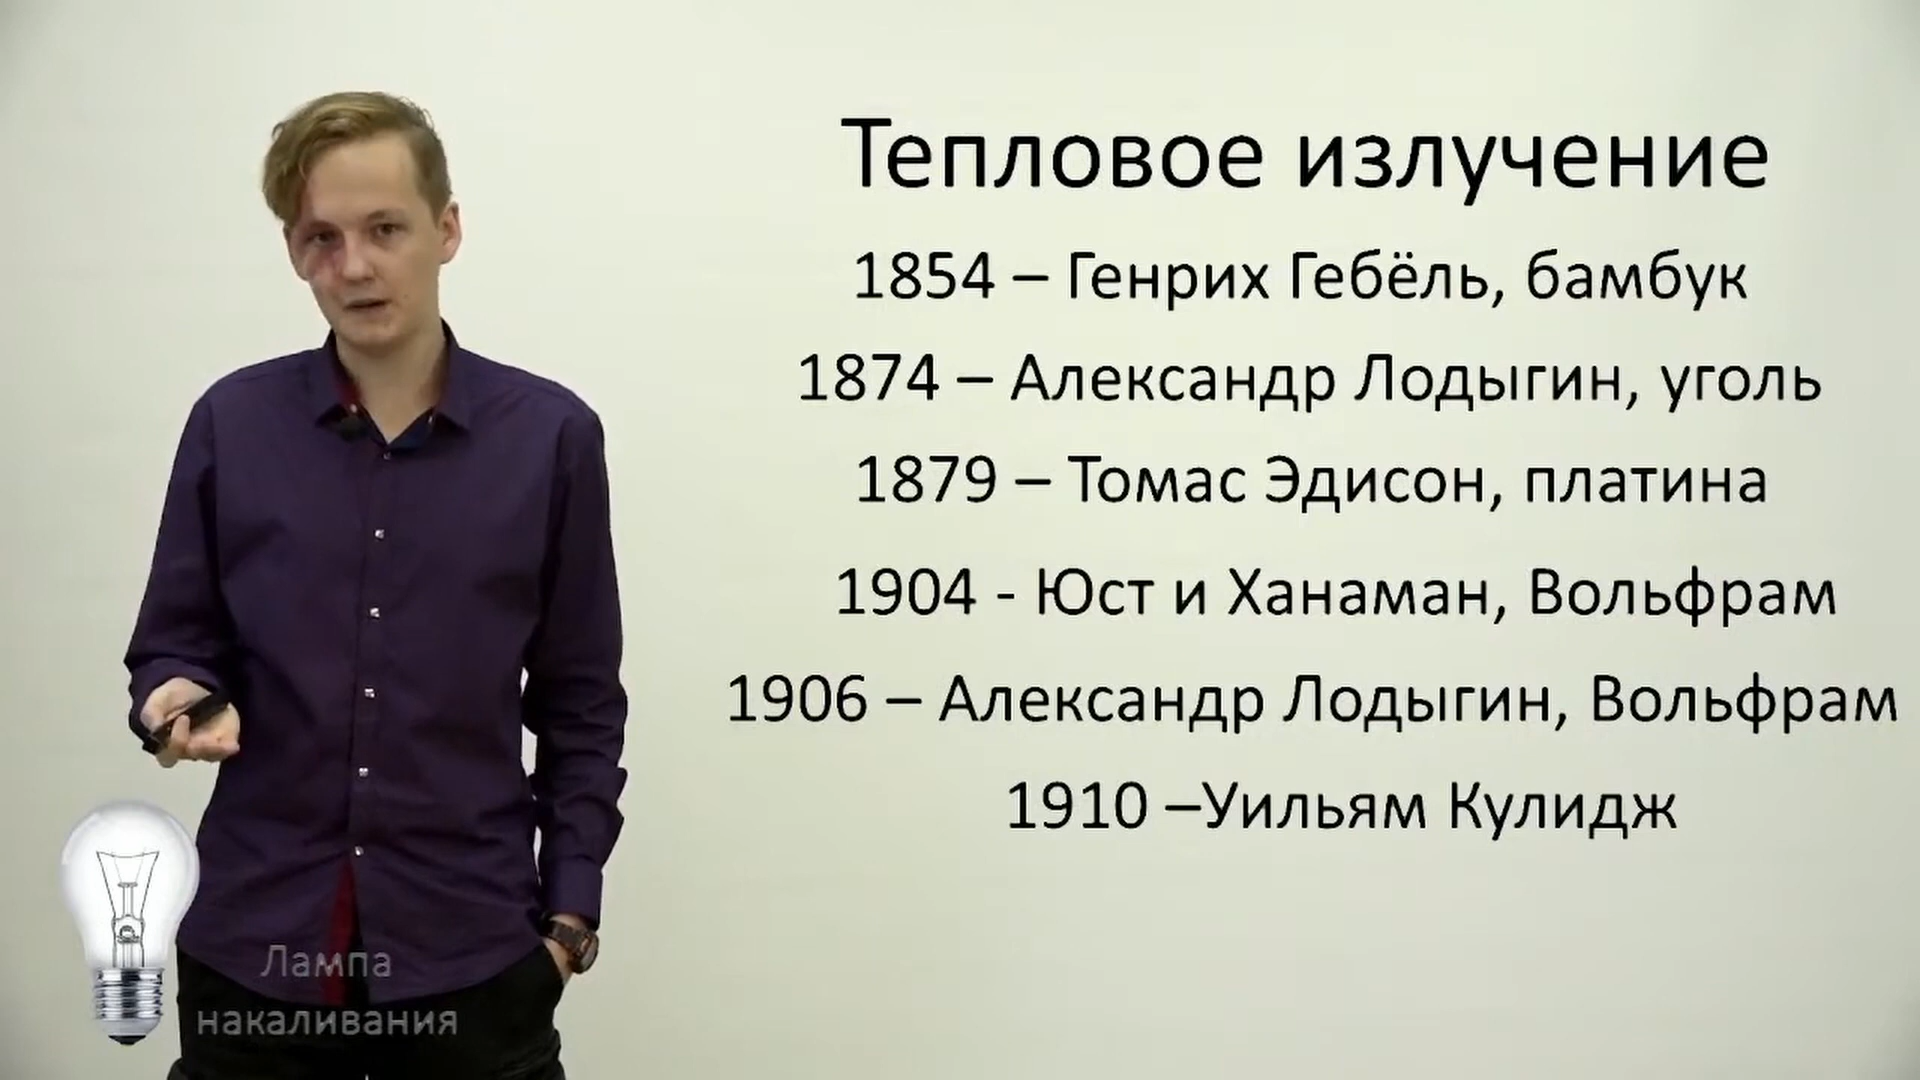 Тепловое излучение
1854 – Генрих Гебёль, бамбук
1874 – Александр Лодыгин, уголь
1879 – Томас Эдисон, платина
1904 - Юст и Ханаман, Вольфрам
1906 – Александр Лодыгин, Вольфрам
1910 –Уильям Кулидж
Лампа
накаливания